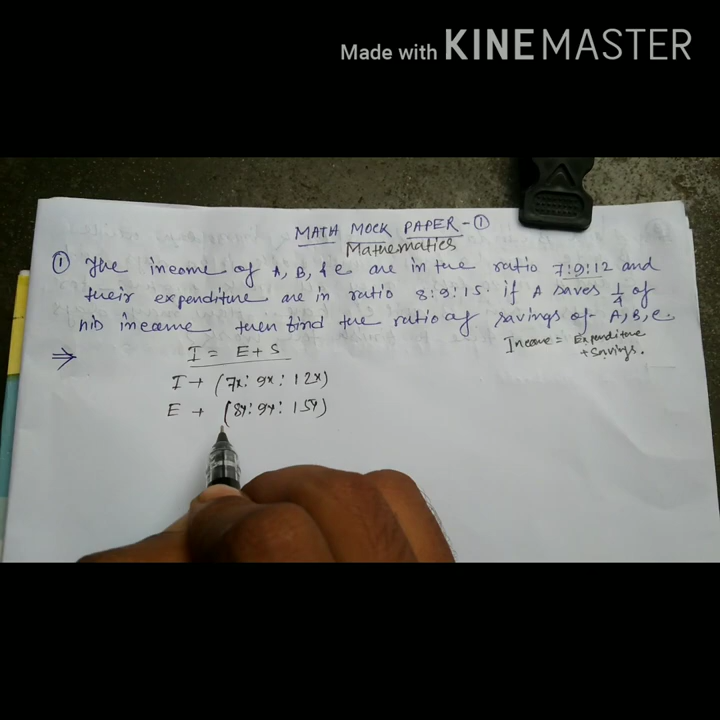 Made with KINEMASTER
MATH MOCK PAPER - ①
Mathematics
① The income of A, B, & C are in the ratio 7:9:12 and
their expenditure are in ratio 8:9:15. if A saves 1/4 of
his income then find the ratio of savings of A, B, C.
⇒ I = E + S
Income = Expenditure
+ Savings.
I → (7x : 9x : 12x)
E → (8y : 9y : 15y)